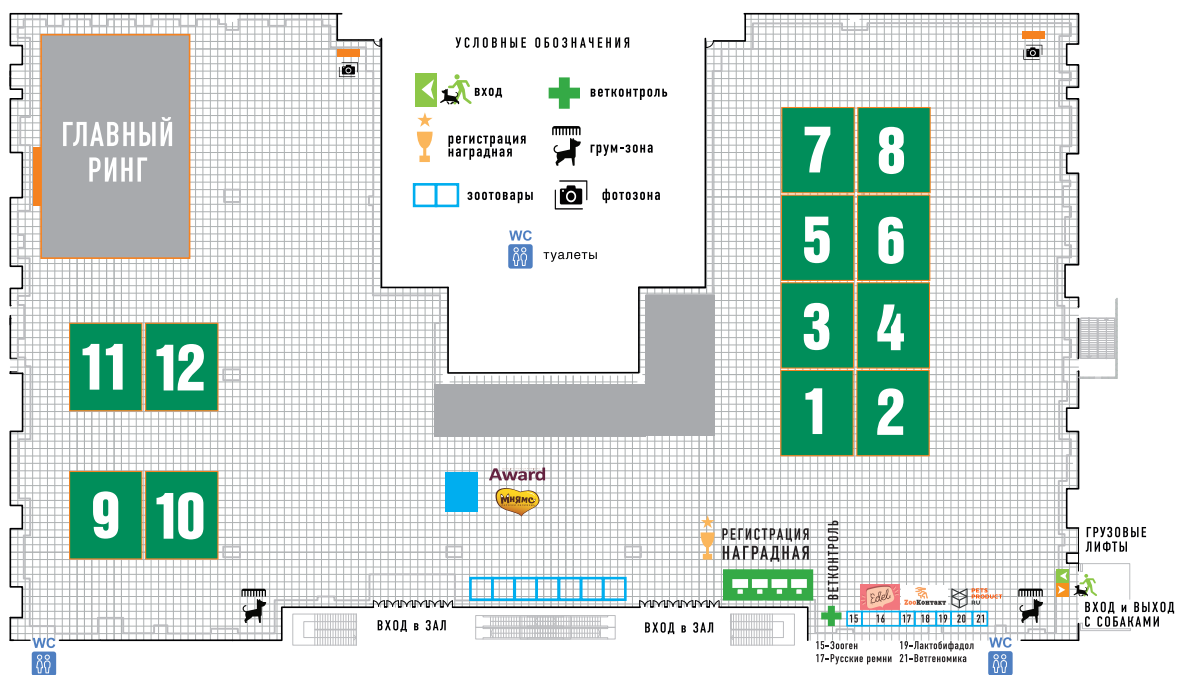 УСЛОВНЫЕ ОБОЗНАЧЕНИЯ
вход
ветконтроль
регистрация
наградная
грум-зона
зоотовары
фотозона
WC
туалеты
ГЛАВНЫЙ
РИНГ
7 8
5 6
3 4
1 2
11 12
9 10
Award
МНЯМС
РЕГИСТРАЦИЯ
НАГРАДНАЯ
ВЕТКОНТРОЛЬ
ГРУЗОВЫЕ
ЛИФТЫ
ВХОД и ВЫХОД
С СОБАКАМИ
Edel
ZooКонтакт
PETS
PRODUCT
RU
15 16 17 18 19 20 21
15-Зооген 19-Лактобифадол
17-Русские ремни 21-Ветгеномика
ВХОД в ЗАЛ
ВХОД в ЗАЛ
WC
WC